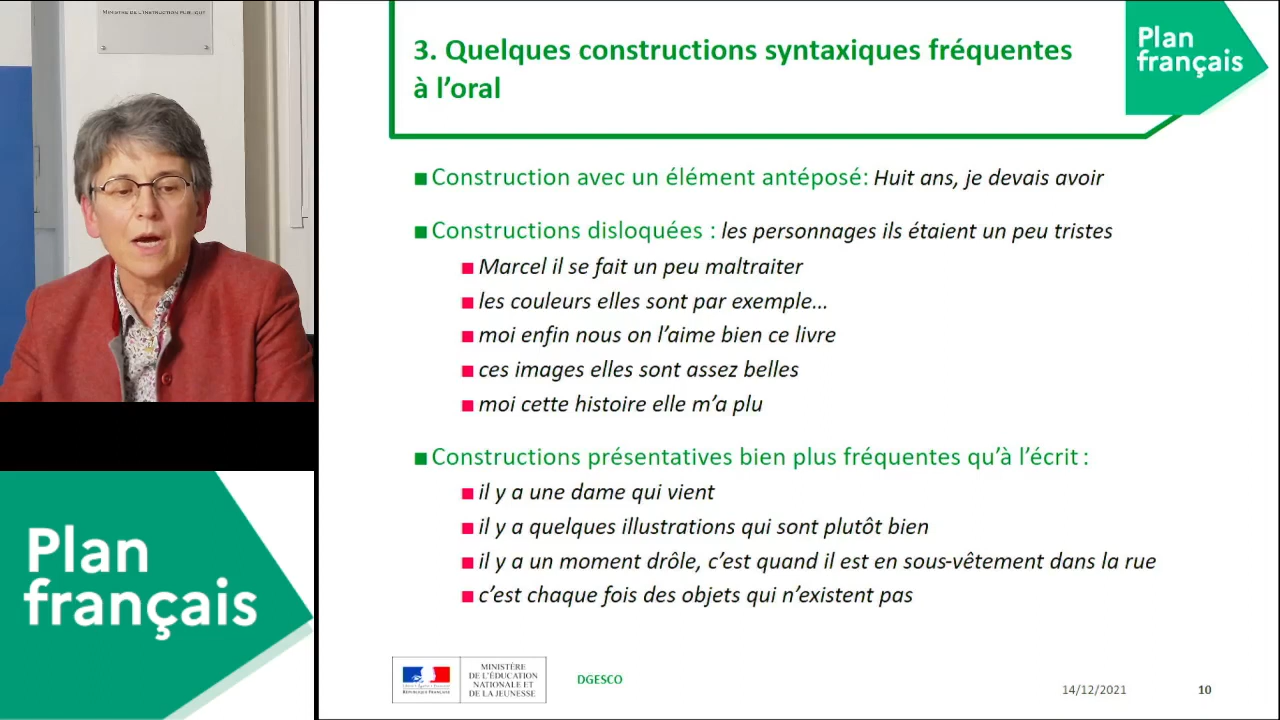 MINISTÈRE DE L'INSTRUCTION PUBLIQUE
3. Quelques constructions syntaxiques fréquentes
à l'oral
Plan
français
■ Construction avec un élément antéposé: Huit ans, je devais avoir
■ Constructions disloquées : les personnages ils étaient un peu tristes
■ Marcel il se fait un peu maltraiter
■ les couleurs elles sont par exemple…
■ moi enfin nous on l'aime bien ce livre
■ ces images elles sont assez belles
■ moi cette histoire elle m'a plu
■ Constructions présentatives bien plus fréquentes qu'à l'écrit :
■ il y a une dame qui vient
■ il y a quelques illustrations qui sont plutôt bien
■ il y a un moment drôle, c'est quand il est en sous-vêtement dans la rue
■ c'est chaque fois des objets qui n'existent pas
Plan
français
RÉPUBLIQUE FRANÇAISE
MINISTÈRE
DE L'ÉDUCATION
NATIONALE ET
DE LA JEUNESSE
DGESCO
14/12/2021
10